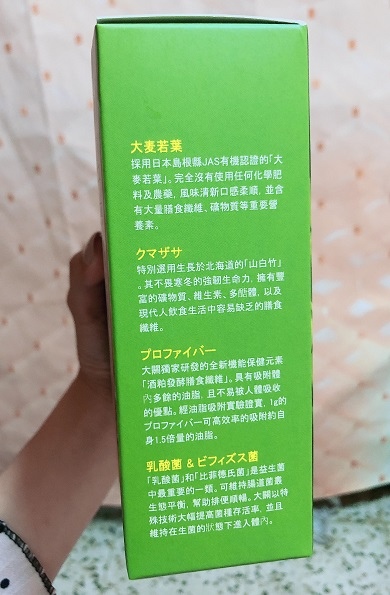 大麦若葉
採用日本島根縣JAS有機認證的「大
麥若葉」。完全沒有使用任何化學肥
料及農藥，風味清新口感柔順，並含
有大量膳食纖維、礦物質等重要營
養素。
クマザサ
特別選用生長於北海道的「山白竹」
。其不畏寒冬的強韌生命力，擁有豐
富的礦物質、維生素、多酚體，以及
現代人飲食生活中容易缺乏的膳食
纖維。
プロファイバー
大關獨家研發的全新機能保健元素
「酒粕發酵膳食纖維」。具有吸附體
內多餘的油脂，且不易被人體吸收
的優點。經油脂吸附實驗證實，1g的
プロファイバー可高效率的吸附約自
身1.5倍量的油脂。
乳酸菌 & ビフィズス菌
「乳酸菌」和「比菲德氏菌」是益生菌
中最重要的一類。可維持腸道菌叢
生態平衡，幫助排便順暢。大關以特
殊技術大幅提高菌種存活率，並且
維持在生菌的狀態下進入體內。